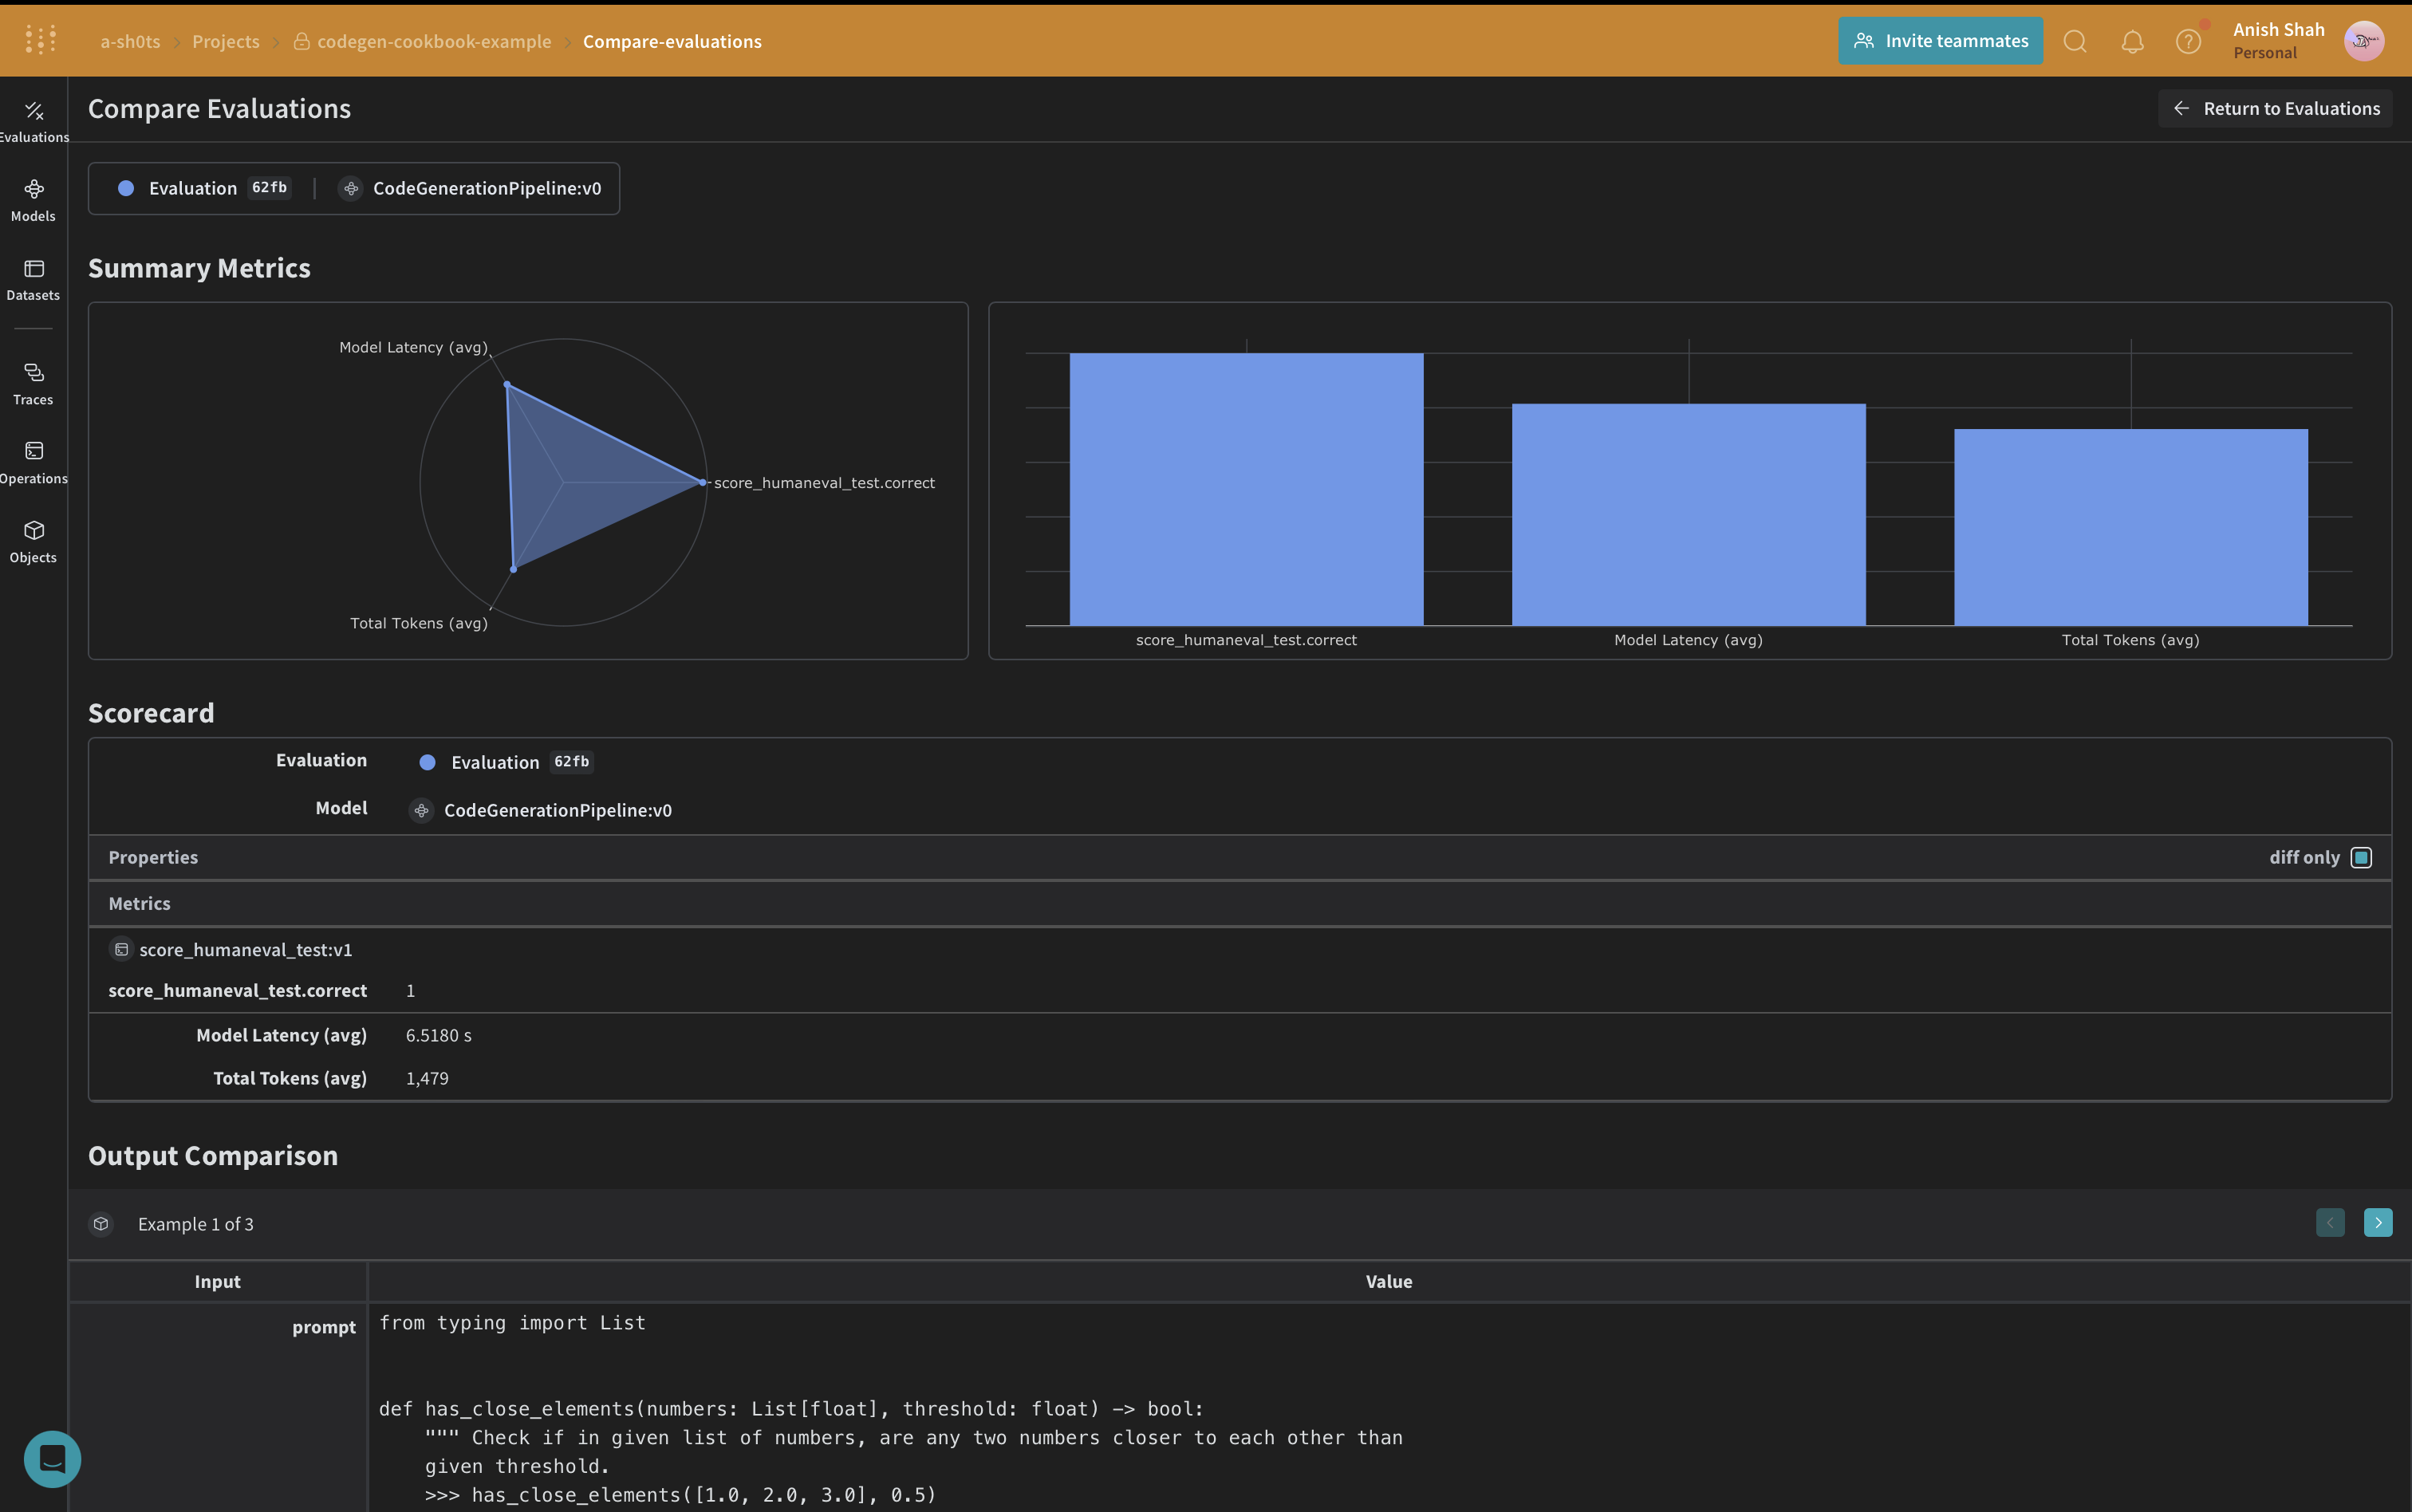 a-sh0ts > Projects > codegen-cookbook-example > Compare-evaluations
Invite teammates
?
Anish Shah
Personal
Evaluations
Models
Datasets
Traces
Operations
Objects
Compare Evaluations
Return to Evaluations
Evaluation 62fb | CodeGenerationPipeline:v0
Summary Metrics
Model Latency (avg)
score_humaneval_test.correct
Total Tokens (avg)
score_humaneval_test.correct
Model Latency (avg)
Total Tokens (avg)
Scorecard
Evaluation Evaluation 62fb
Model CodeGenerationPipeline:v0
Properties diff only
Metrics
score_humaneval_test:v1
score_humaneval_test.correct 1
Model Latency (avg) 6.5180 s
Total Tokens (avg) 1,479
Output Comparison
Example 1 of 3
Input Value
prompt from typing import List
def has_close_elements(numbers: List[float], threshold: float) -> bool:
""" Check if in given list of numbers, are any two numbers closer to each other than
given threshold.
>>> has_close_elements([1.0, 2.0, 3.0], 0.5)